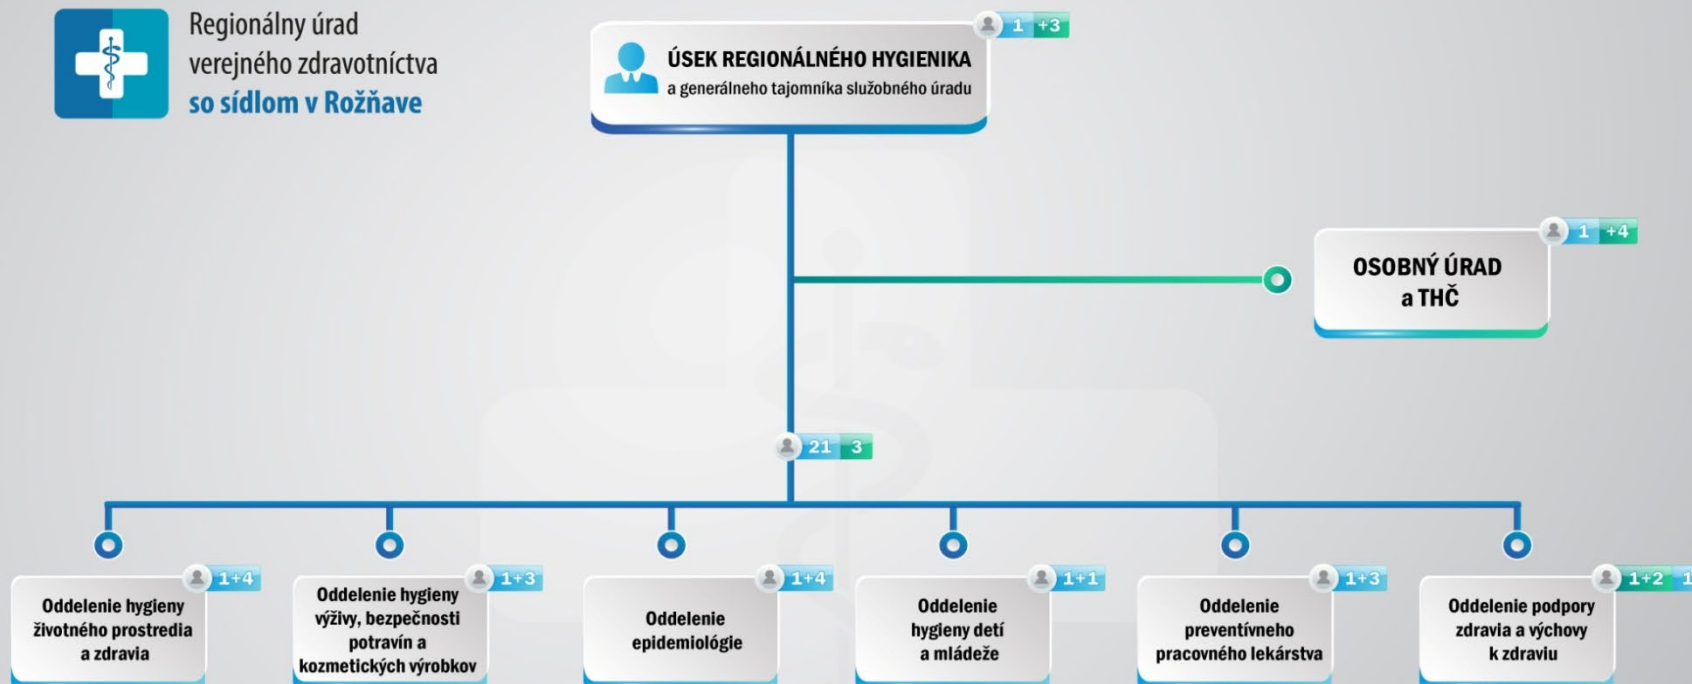 Regionálny úrad
verejného zdravotníctva
so sídlom v Rožňave
1 +3
ÚSEK REGIONÁLNÉHO HYGIENIKA
a generálneho tajomníka služobného úradu
1 +4
OSOBNÝ ÚRAD
a THČ
21 3
1+4
Oddelenie hygieny
životného prostredia
a zdravia
1+3
Oddelenie hygieny
výživy, bezpečnosti
potravín a
kozmetických výrobkov
1+4
Oddelenie
epidemiológie
1+1
Oddelenie
hygieny detí
a mládeže
1+3
Oddelenie
preventívneho
pracovného lekárstva
1+2 1
Oddelenie podpory
zdravia a výchovy
k zdraviu